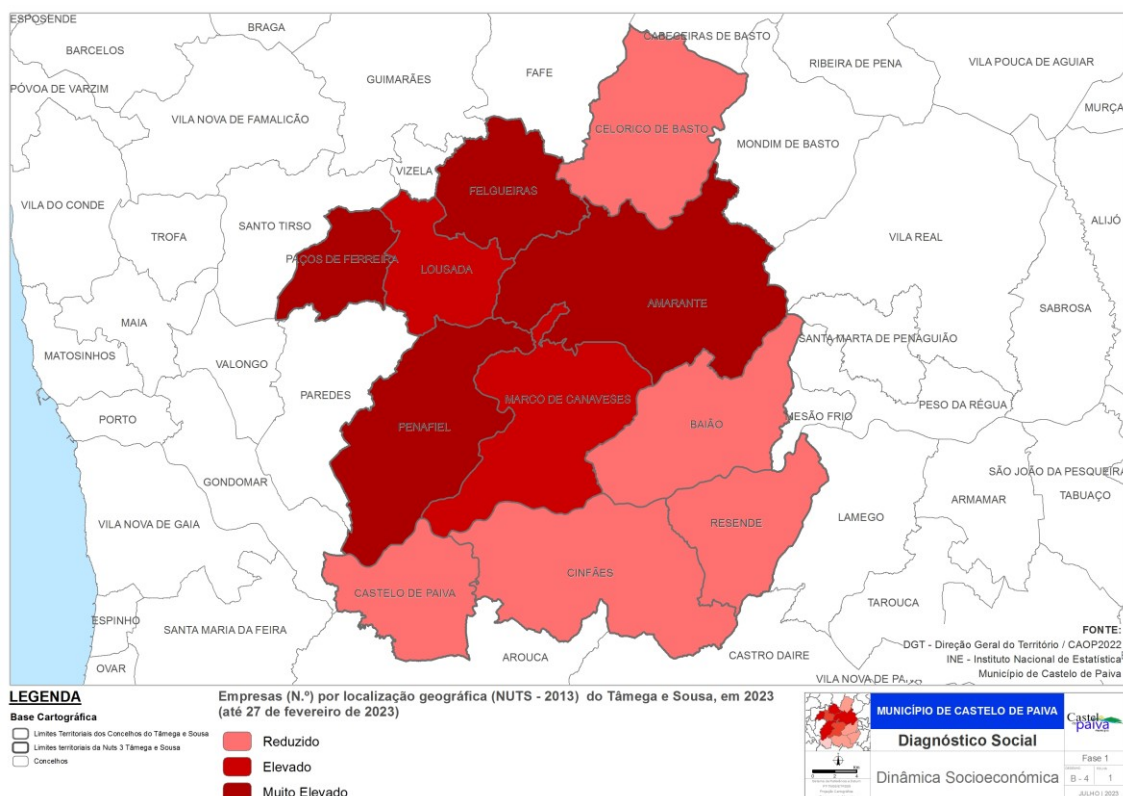 ESPOSENDE
BRAGA
CABECEIRAS DE BASTO
BARCELOS
RIBEIRA DE PENA
VILA POUCA DE AGUIAR
GUIMARÃES
FAFE
PÓVOA DE VARZIM
MURÇA
VILA NOVA DE FAMALICÃO
CELORICO DE BASTO
MONDIM DE BASTO
VIZELA
FELGUEIRAS
VILA DO CONDE
ALIJÓ
SANTO TIRSO
TROFA
VILA REAL
PAÇOS DE FERREIRA
LOUSADA
AMARANTE
SABROSA
MAIA
SANTA MARTA DE PENAGUIÃO
MATOSINHOS
VALONGO
PAREDES
MARCO DE CANAVESES
PESO DA RÉGUA
MESÃO FRIO
PORTO
BAIÃO
PENAFIEL
SÃO JOÃO DA PESQUEIRA
GONDOMAR
ARMAMAR
TABUAÇO
LAMEGO
VILA NOVA DE GAIA
RESENDE
CINFÃES
CASTELO DE PAIVA
TAROUCA
ESPINHO
SANTA MARIA DA FEIRA
AROUCA
CASTRO DAIRE
OVAR
VILA NOVA DE
FONTE:
DGT - Direção Geral do Território / CAOP2022
INE - Instituto Nacional de Estatística
Município de Castelo de Paiva
LEGENDA
Base Cartográfica
Limites Territoriais dos Concelhos do Tâmega e Sousa
Limites territoriais da Nuts 3 Tâmega e Sousa
Concelhos
Empresas (N.º) por localização geográfica (NUTS - 2013) do Tâmega e Sousa, em 2023
(até 27 de fevereiro de 2023)
Reduzido
Elevado
Muito Elevado
0 2 4
MUNICÍPIO DE CASTELO DE PAIVA
Diagnóstico Social
Dinâmica Socioeconómica
Castelo
paiva
Fase 1
B - 4
1
JULHO | 2023